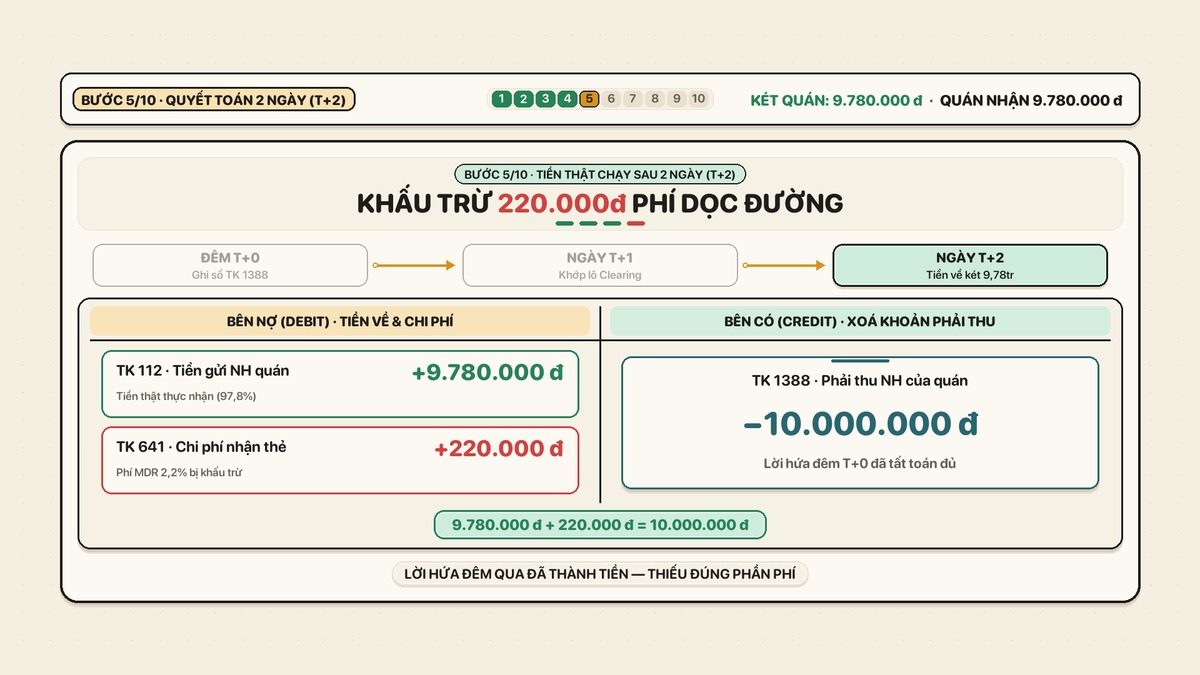 BƯỚC 5/10 · QUYẾT TOÁN 2 NGÀY (T+2)
1 2 3 4 5 6 7 8 9 10
KÉT QUÁN: 9.780.000 đ · QUÁN NHẬN 9.780.000 đ
BƯỚC 5/10 · TIỀN THẬT CHẠY SAU 2 NGÀY (T+2)
KHẤU TRỪ 220.000đ PHÍ DỌC ĐƯỜNG
ĐÊM T+0
Ghi sổ TK 1388
NGÀY T+1
Khớp lô Clearing
NGÀY T+2
Tiền về két 9,78tr
BÊN NỢ (DEBIT) · TIỀN VỀ & CHI PHÍ
TK 112 · Tiền gửi NH quán
+9.780.000 đ
Tiền thật thực nhận (97,8%)
TK 641 · Chi phí nhận thẻ
+220.000 đ
Phí MDR 2,2% bị khấu trừ
BÊN CÓ (CREDIT) · XOÁ KHOẢN PHẢI THU
TK 1388 · Phải thu NH của quán
−10.000.000 đ
Lời hứa đêm T+0 đã tất toán đủ
9.780.000 đ + 220.000 đ = 10.000.000 đ
LỜI HỨA ĐÊM QUA ĐÃ THÀNH TIỀN — THIẾU ĐÚNG PHẦN PHÍ